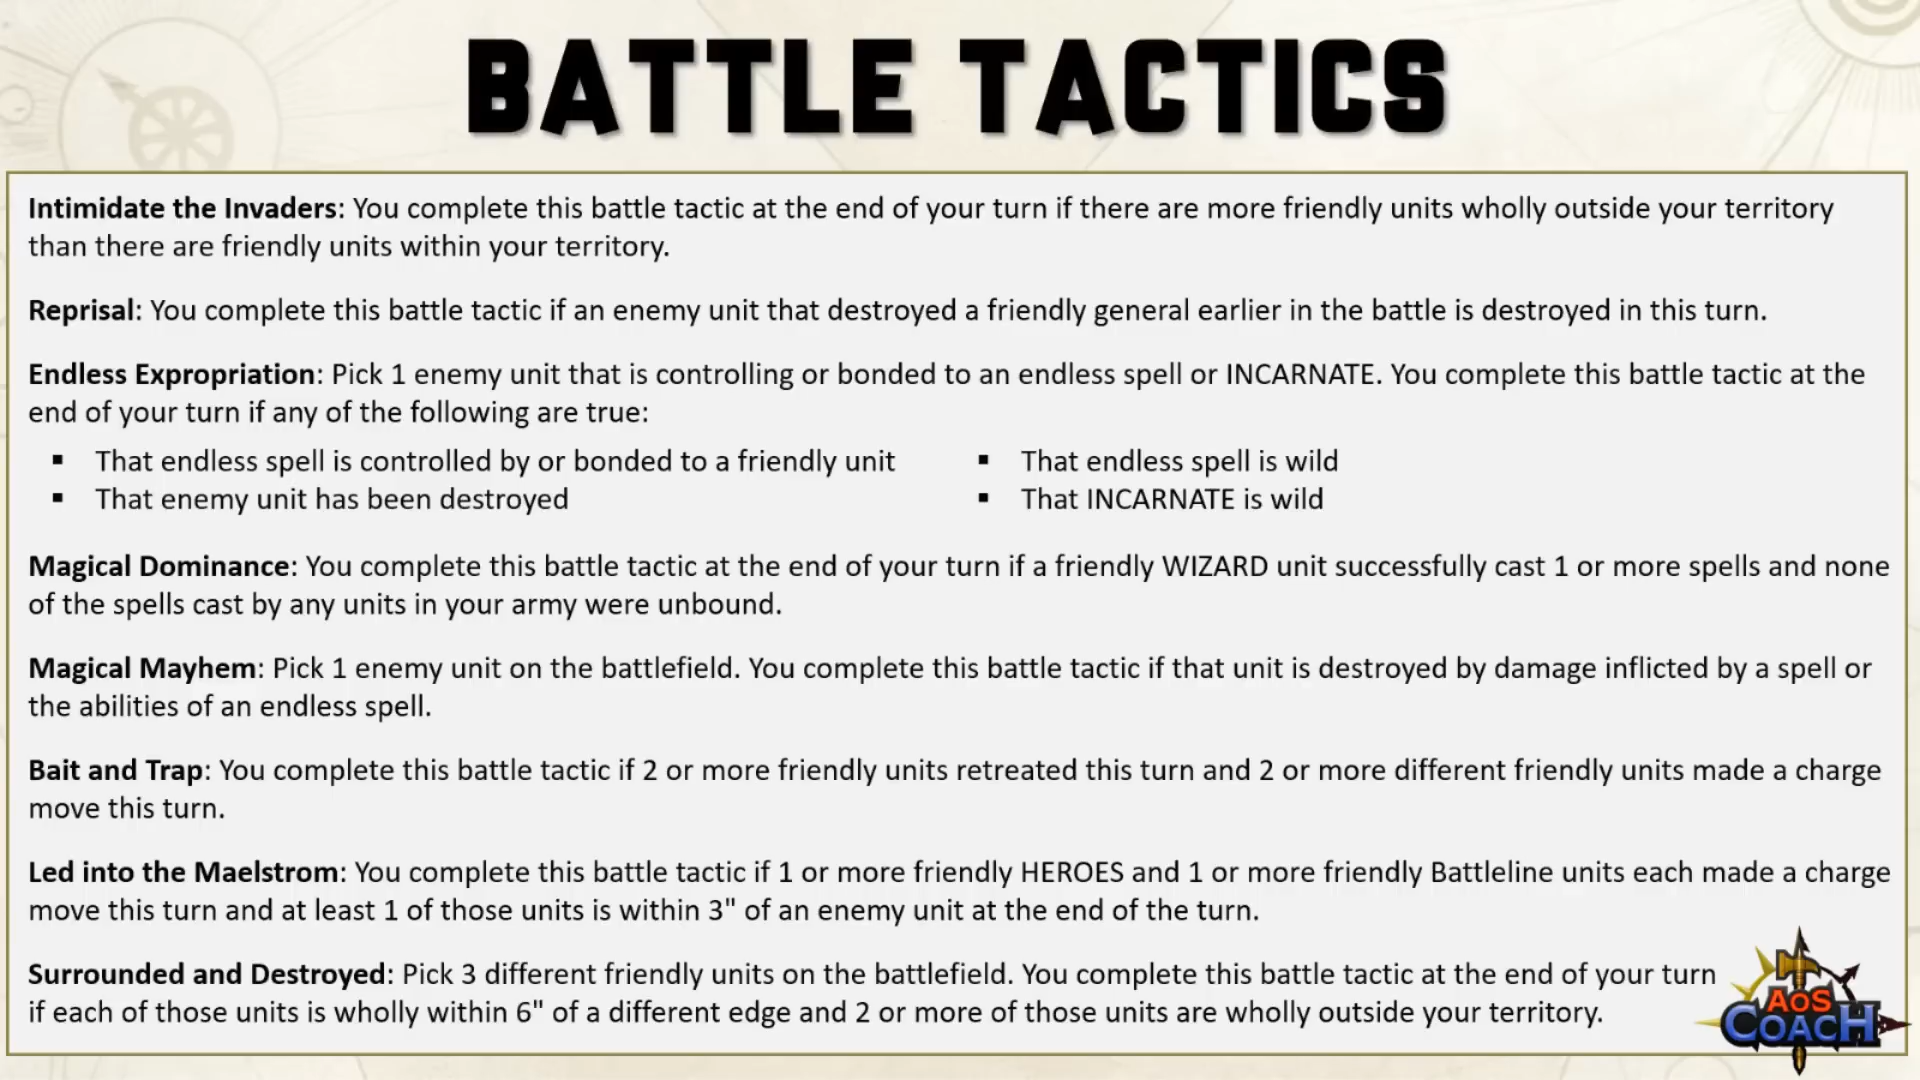 BATTLE TACTICS
Intimidate the Invaders: You complete this battle tactic at the end of your turn if there are more friendly units wholly outside your territory
than there are friendly units within your territory.
Reprisal: You complete this battle tactic if an enemy unit that destroyed a friendly general earlier in the battle is destroyed in this turn.
Endless Expropriation: Pick 1 enemy unit that is controlling or bonded to an endless spell or INCARNATE. You complete this battle tactic at the
end of your turn if any of the following are true:
▪ That endless spell is controlled by or bonded to a friendly unit
▪ That enemy unit has been destroyed
▪ That endless spell is wild
▪ That INCARNATE is wild
Magical Dominance: You complete this battle tactic at the end of your turn if a friendly WIZARD unit successfully cast 1 or more spells and none
of the spells cast by any units in your army were unbound.
Magical Mayhem: Pick 1 enemy unit on the battlefield. You complete this battle tactic if that unit is destroyed by damage inflicted by a spell or
the abilities of an endless spell.
Bait and Trap: You complete this battle tactic if 2 or more friendly units retreated this turn and 2 or more different friendly units made a charge
move this turn.
Led into the Maelstrom: You complete this battle tactic if 1 or more friendly HEROES and 1 or more friendly Battleline units each made a charge
move this turn and at least 1 of those units is within 3" of an enemy unit at the end of the turn.
Surrounded and Destroyed: Pick 3 different friendly units on the battlefield. You complete this battle tactic at the end of your turn
if each of those units is wholly within 6" of a different edge and 2 or more of those units are wholly outside your territory.
AoS
COACH